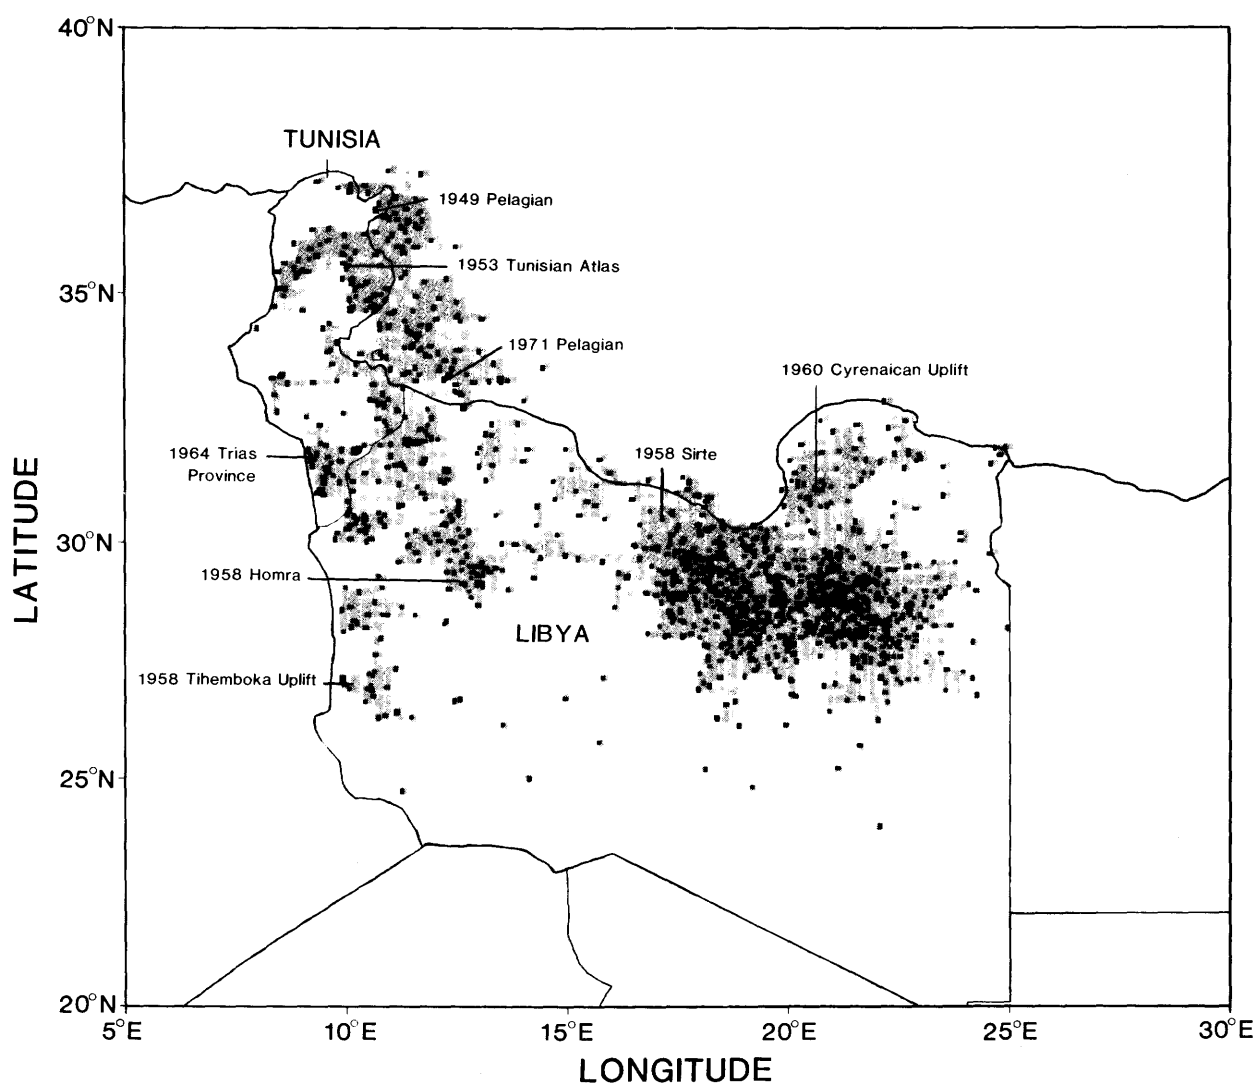 40°N
TUNISIA
1949 Pelagian
1953 Tunisian Atlas
35°N
1971 Pelagian
1960 Cyrenaican Uplift
1964 Trias
Province
1958 Sirte
LATITUDE
30°N
1958 Homra
LIBYA
1958 Tihemboka Uplift
25°N
20°N
5°E
10°E
15°E
20°E
25°E
30°E
LONGITUDE